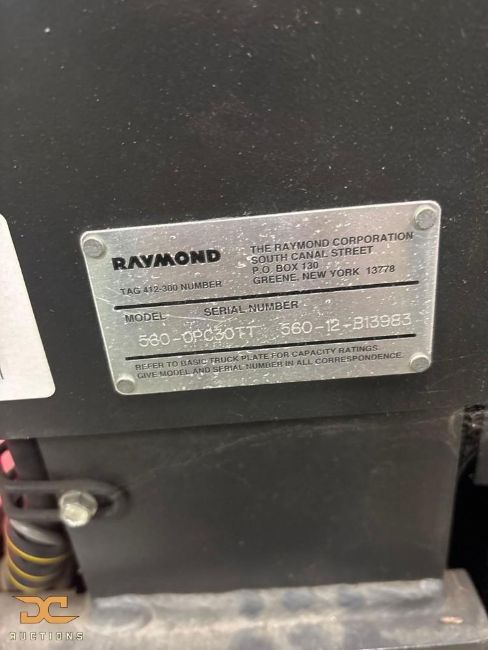 RAYMOND
THE RAYMOND CORPORATION
SOUTH CANAL STREET
P.O. BOX 130
GREENE, NEW YORK 13778
TAG 412-300 NUMBER
MODEL SERIAL NUMBER
560-OPC30TT 560-12-B13983
REFER TO BASIC TRUCK PLATE FOR CAPACITY RATINGS.
GIVE MODEL AND SERIAL NUMBER IN ALL CORRESPONDENCE.
DC
AUCTIONS